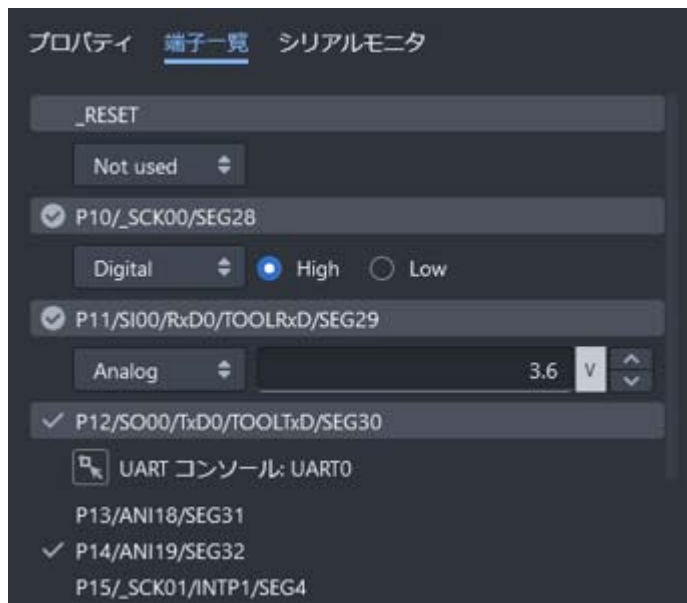 プロパティ 端子一覧 シリアルモニタ
_RESET
Not used
P10/_SCK00/SEG28
Digital High Low
P11/SI00/RxD0/TOOLRxD/SEG29
Analog 3.6 V
P12/SO00/TxD0/TOOLTxD/SEG30
UART コンソール: UART0
P13/ANI18/SEG31
P14/ANI19/SEG32
P15/_SCK01/INTP1/SEG4